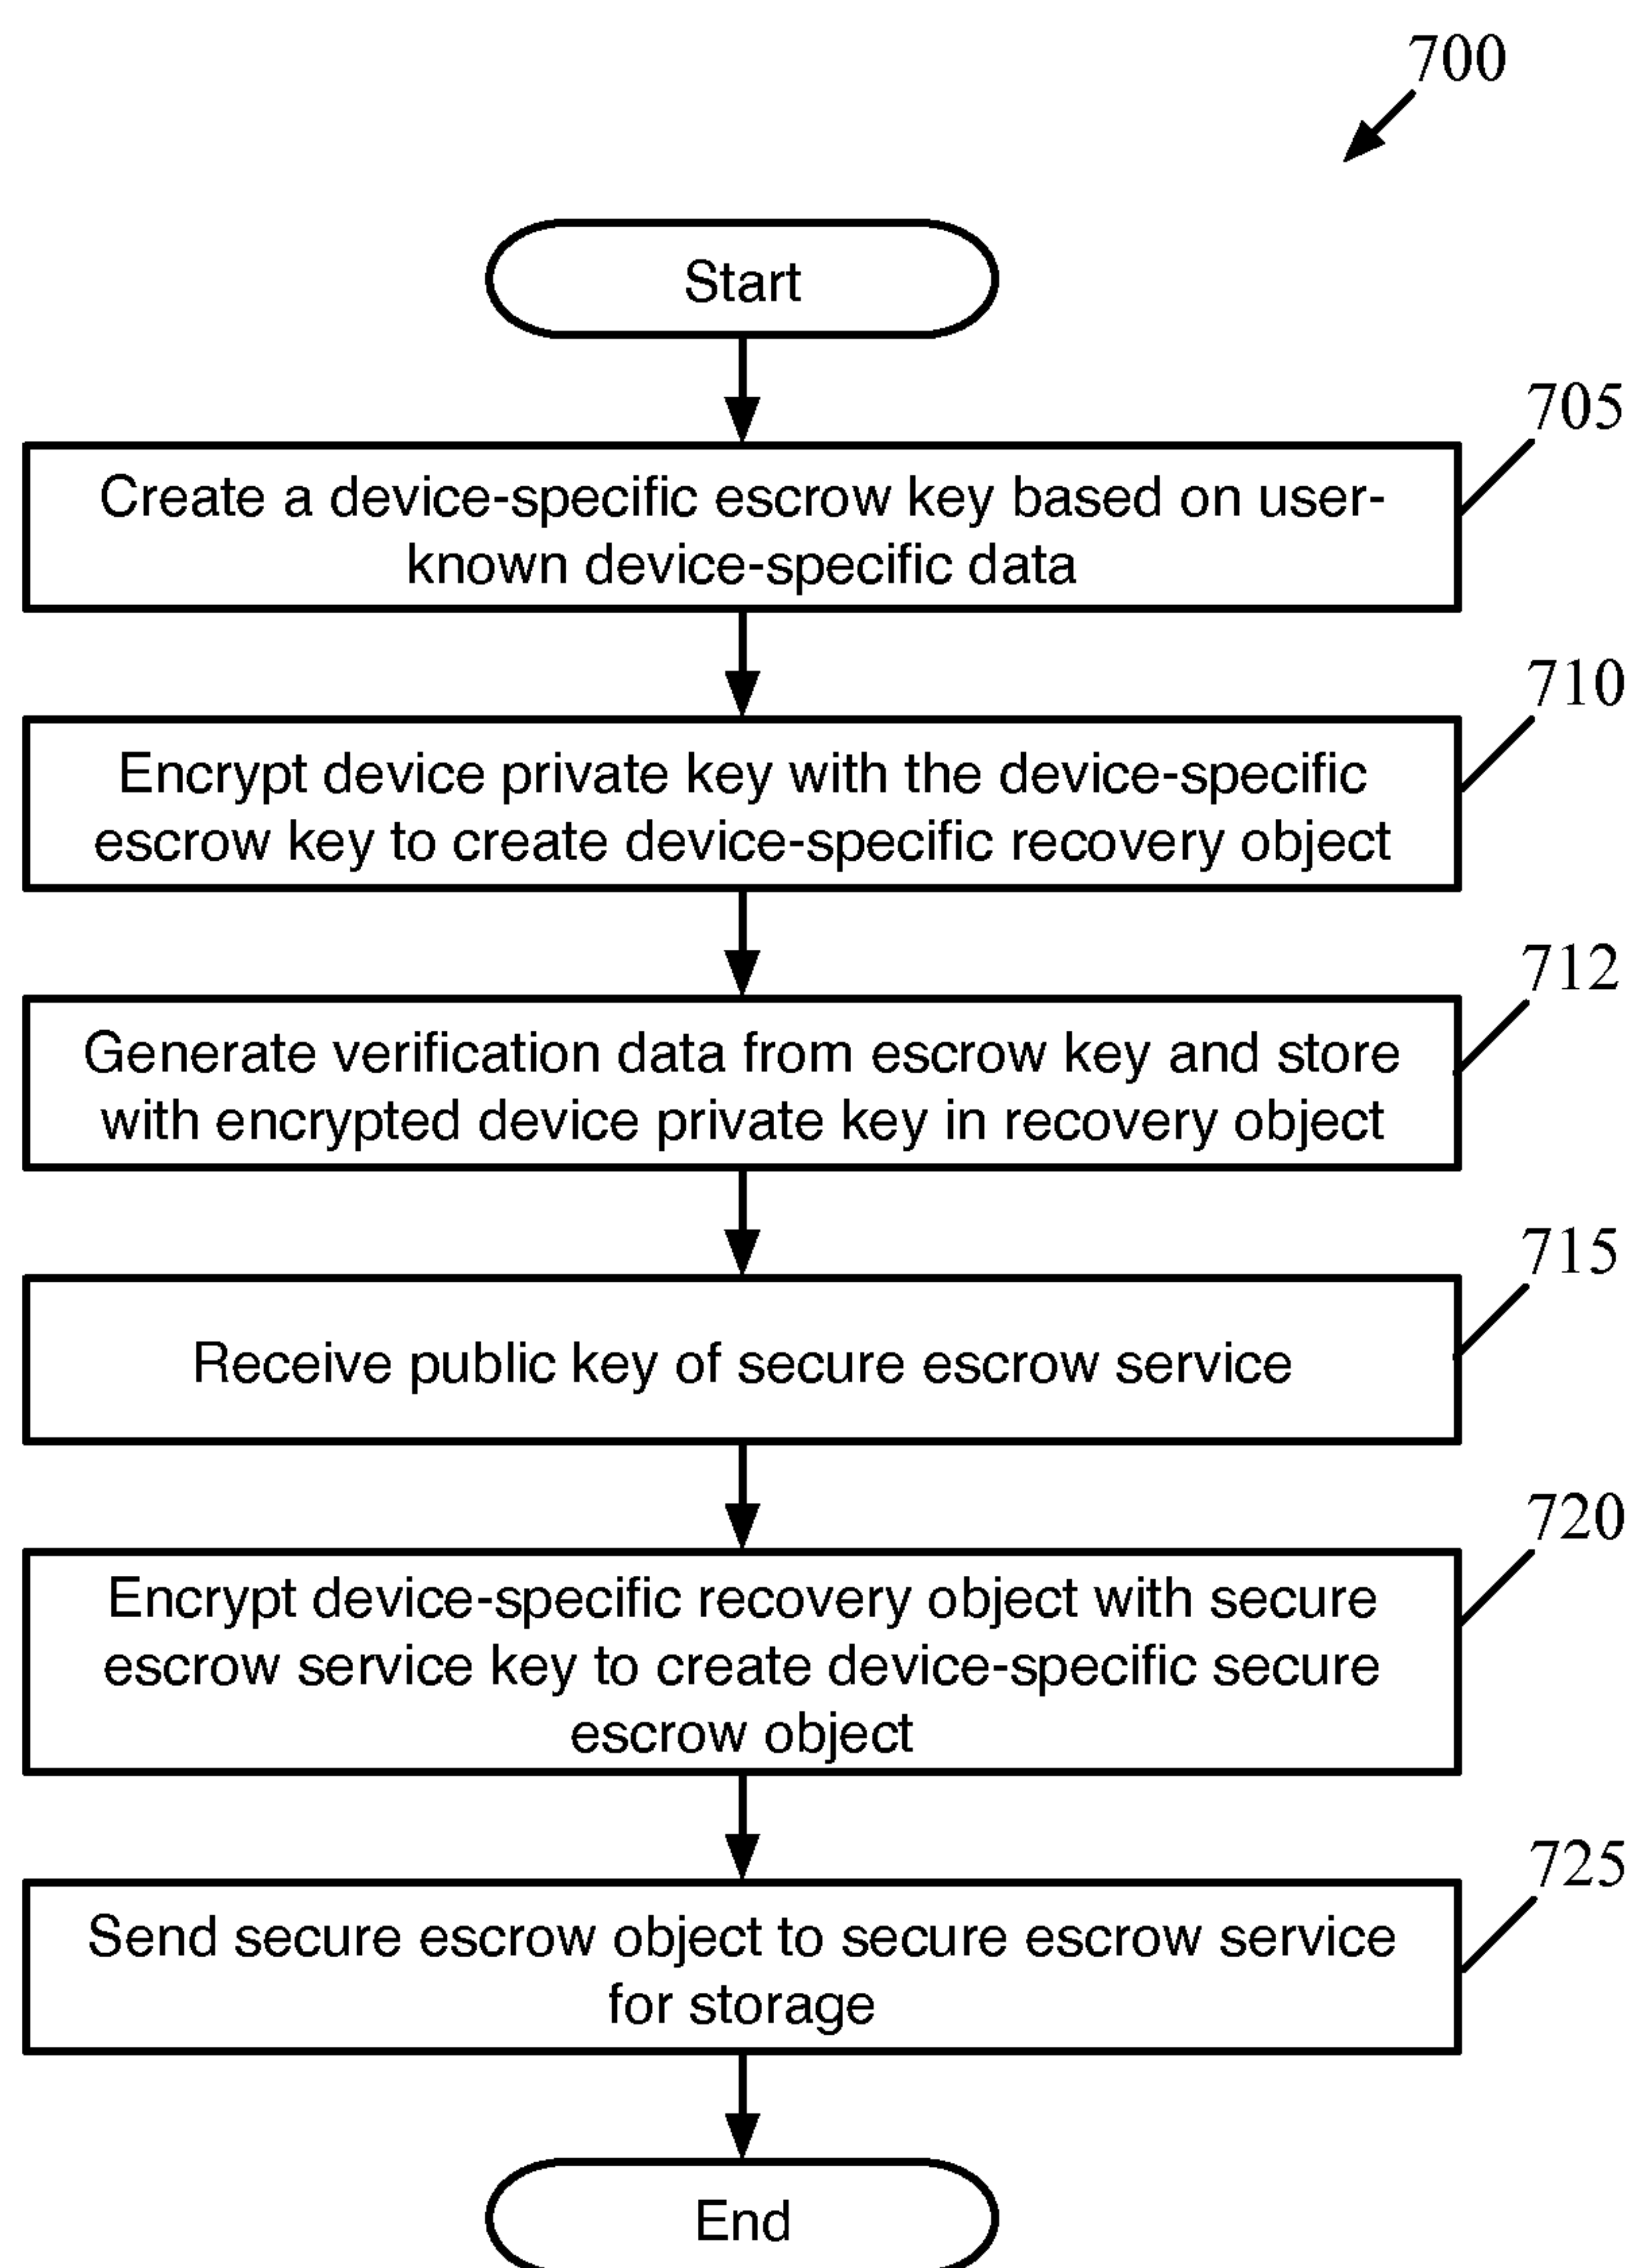 700
Start
705
Create a device-specific escrow key based on user-
known device-specific data
710
Encrypt device private key with the device-specific
escrow key to create device-specific recovery object
712
Generate verification data from escrow key and store
with encrypted device private key in recovery object
715
Receive public key of secure escrow service
720
Encrypt device-specific recovery object with secure
escrow service key to create device-specific secure
escrow object
725
Send secure escrow object to secure escrow service
for storage
End